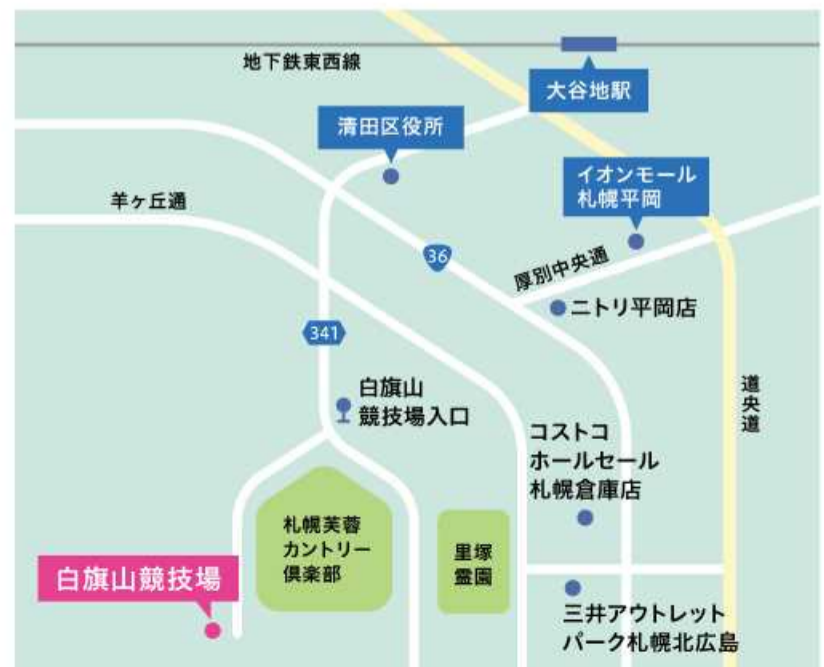 地下鉄東西線
大谷地駅
清田区役所
イオンモール
札幌平岡
羊ヶ丘通
36
厚別中央通
ニトリ平岡店
341
道央道
白旗山
競技場入口
コストコ
ホールセール
札幌倉庫店
札幌芙蓉
カントリー
倶楽部
里塚
霊園
白旗山競技場
三井アウトレット
パーク札幌北広島